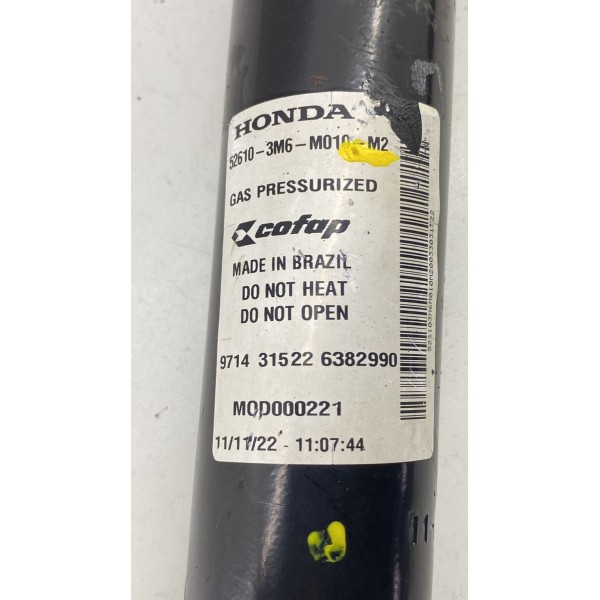 HONDA
52610-3M6-M010-M2
GAS PRESSURIZED
cofap
MADE IN BRAZIL
DO NOT HEAT
DO NOT OPEN
9714 31522 6382990
MOD000221
11/11/22 - 11:07:44
11-